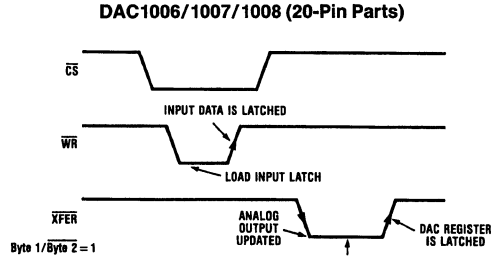 DAC1006/1007/1008 (20-Pin Parts)
CS
INPUT DATA IS LATCHED
WR
LOAD INPUT LATCH
XFER
ANALOG
OUTPUT
UPDATED
DAC REGISTER
IS LATCHED
Byte 1/Byte 2 = 1